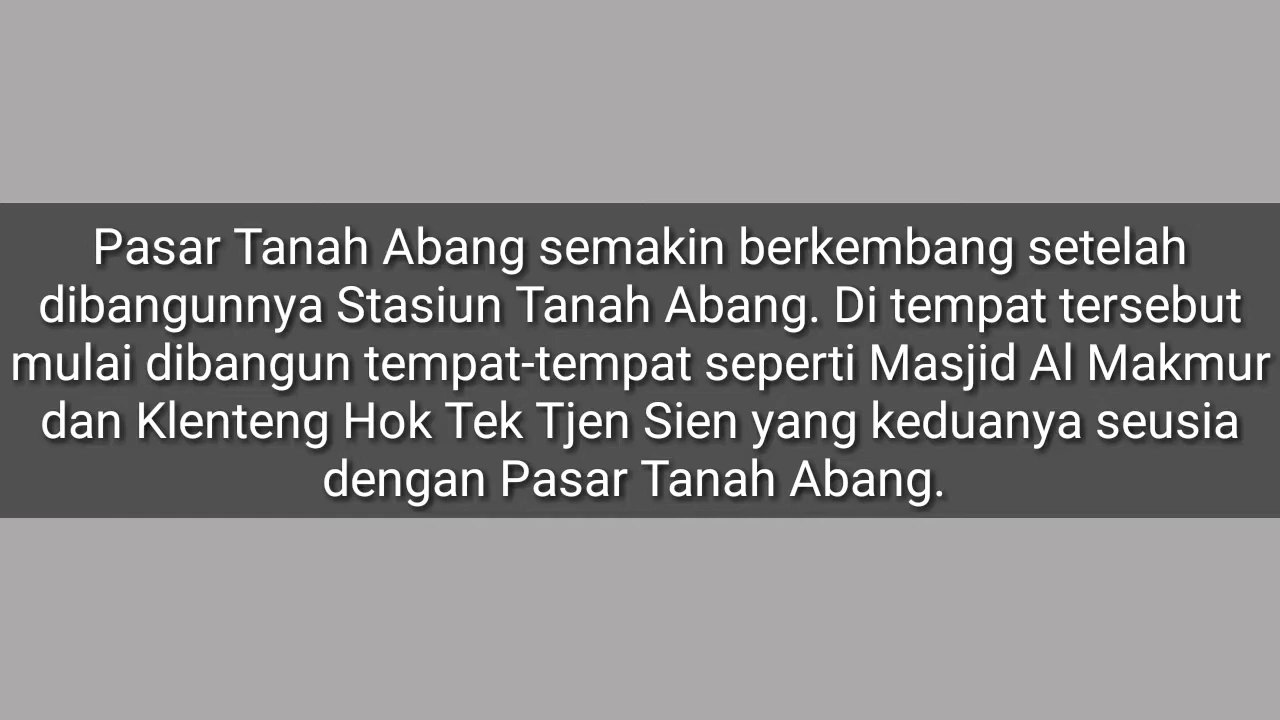 Pasar Tanah Abang semakin berkembang setelah
dibangunnya Stasiun Tanah Abang. Di tempat tersebut
mulai dibangun tempat-tempat seperti Masjid Al Makmur
dan Klenteng Hok Tek Tjen Sien yang keduanya seusia
dengan Pasar Tanah Abang.